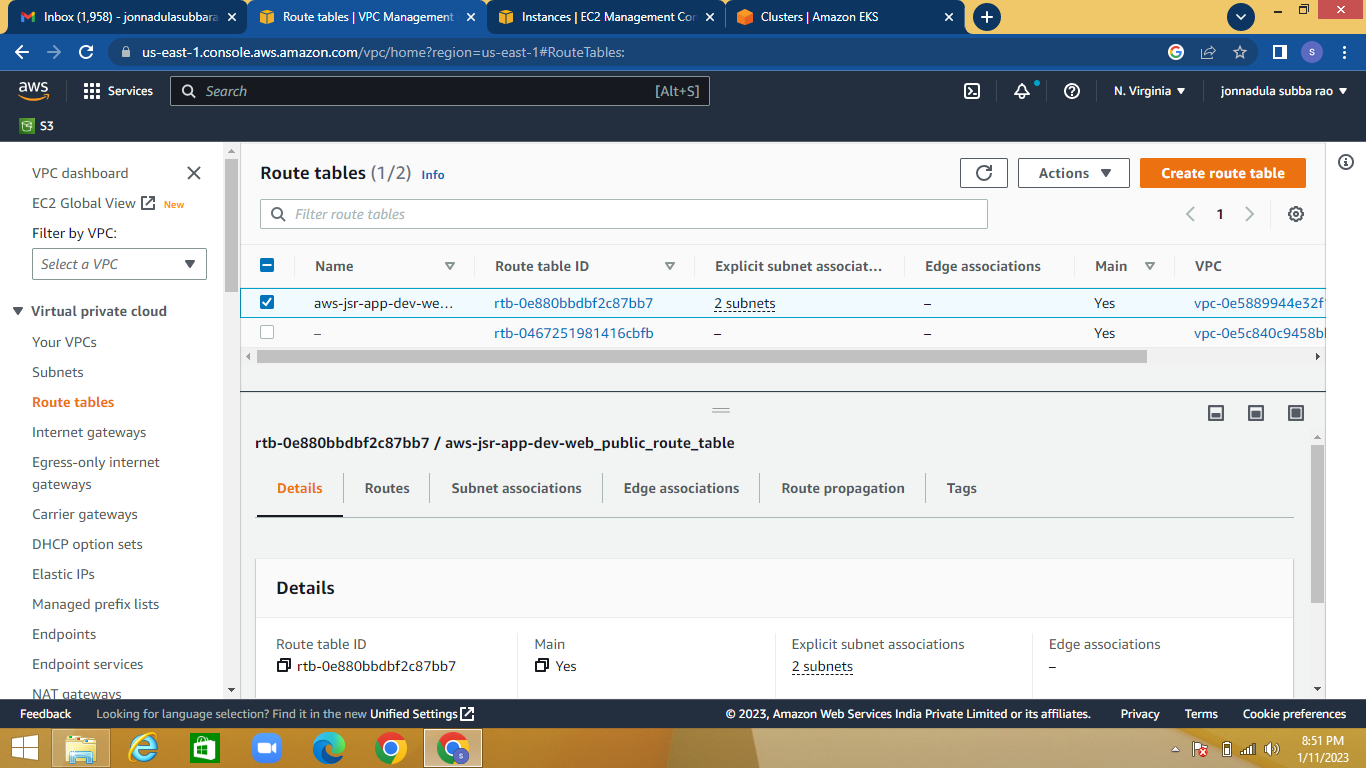 Inbox (1,958) - jonnadulasubbara
Route tables | VPC Management
Instances | EC2 Management Con
Clusters | Amazon EKS
us-east-1.console.aws.amazon.com/vpc/home?region=us-east-1#RouteTables:
S
aws
Services
Search
[Alt+S]
N. Virginia
jonnadula subba rao
S3
VPC dashboard
EC2 Global View
New
Filter by VPC:
Select a VPC
Virtual private cloud
Your VPCs
Subnets
Route tables
Internet gateways
Egress-only internet
gateways
Carrier gateways
DHCP option sets
Elastic IPs
Managed prefix lists
Endpoints
Endpoint services
NAT gateways
Route tables (1/2) Info
Actions
Create route table
Filter route tables
1
Name Route table ID Explicit subnet associat... Edge associations Main VPC
aws-jsr-app-dev-we... rtb-0e880bbdbf2c87bb7 2 subnets – Yes vpc-0e5889944e32f
– rtb-0467251981416cbfb – – Yes vpc-0e5c840c9458b
rtb-0e880bbdbf2c87bb7 / aws-jsr-app-dev-web_public_route_table
Details Routes Subnet associations Edge associations Route propagation Tags
Details
Route table ID Main Explicit subnet associations Edge associations
rtb-0e880bbdbf2c87bb7 Yes 2 subnets –
Feedback Looking for language selection? Find it in the new Unified Settings © 2023, Amazon Web Services India Private Limited or its affiliates. Privacy Terms Cookie preferences
8:51 PM
1/11/2023